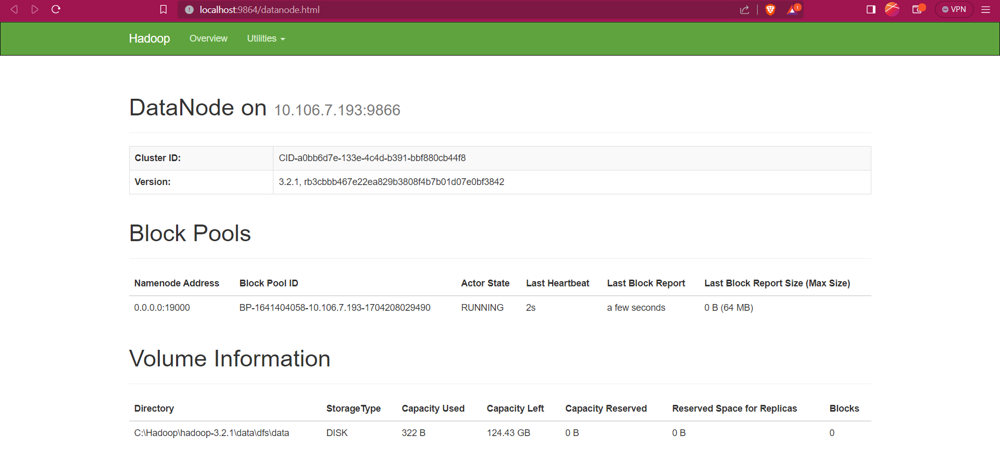 localhost:9864/datanode.html
1
VPN
Hadoop Overview Utilities
DataNode on 10.106.7.193:9866
Cluster ID: CID-a0bb6d7e-133e-4c4d-b391-bbf880cb44f8
Version: 3.2.1, rb3cbbb467e22ea829b3808f4b7b01d07e0bf3842
Block Pools
Namenode Address Block Pool ID Actor State Last Heartbeat Last Block Report Last Block Report Size (Max Size)
0.0.0.0:19000 BP-1641404058-10.106.7.193-1704208029490 RUNNING 2s a few seconds 0 B (64 MB)
Volume Information
Directory StorageType Capacity Used Capacity Left Capacity Reserved Reserved Space for Replicas Blocks
C:\Hadoop\hadoop-3.2.1\data\dfs\data DISK 322 B 124.43 GB 0 B 0 B 0